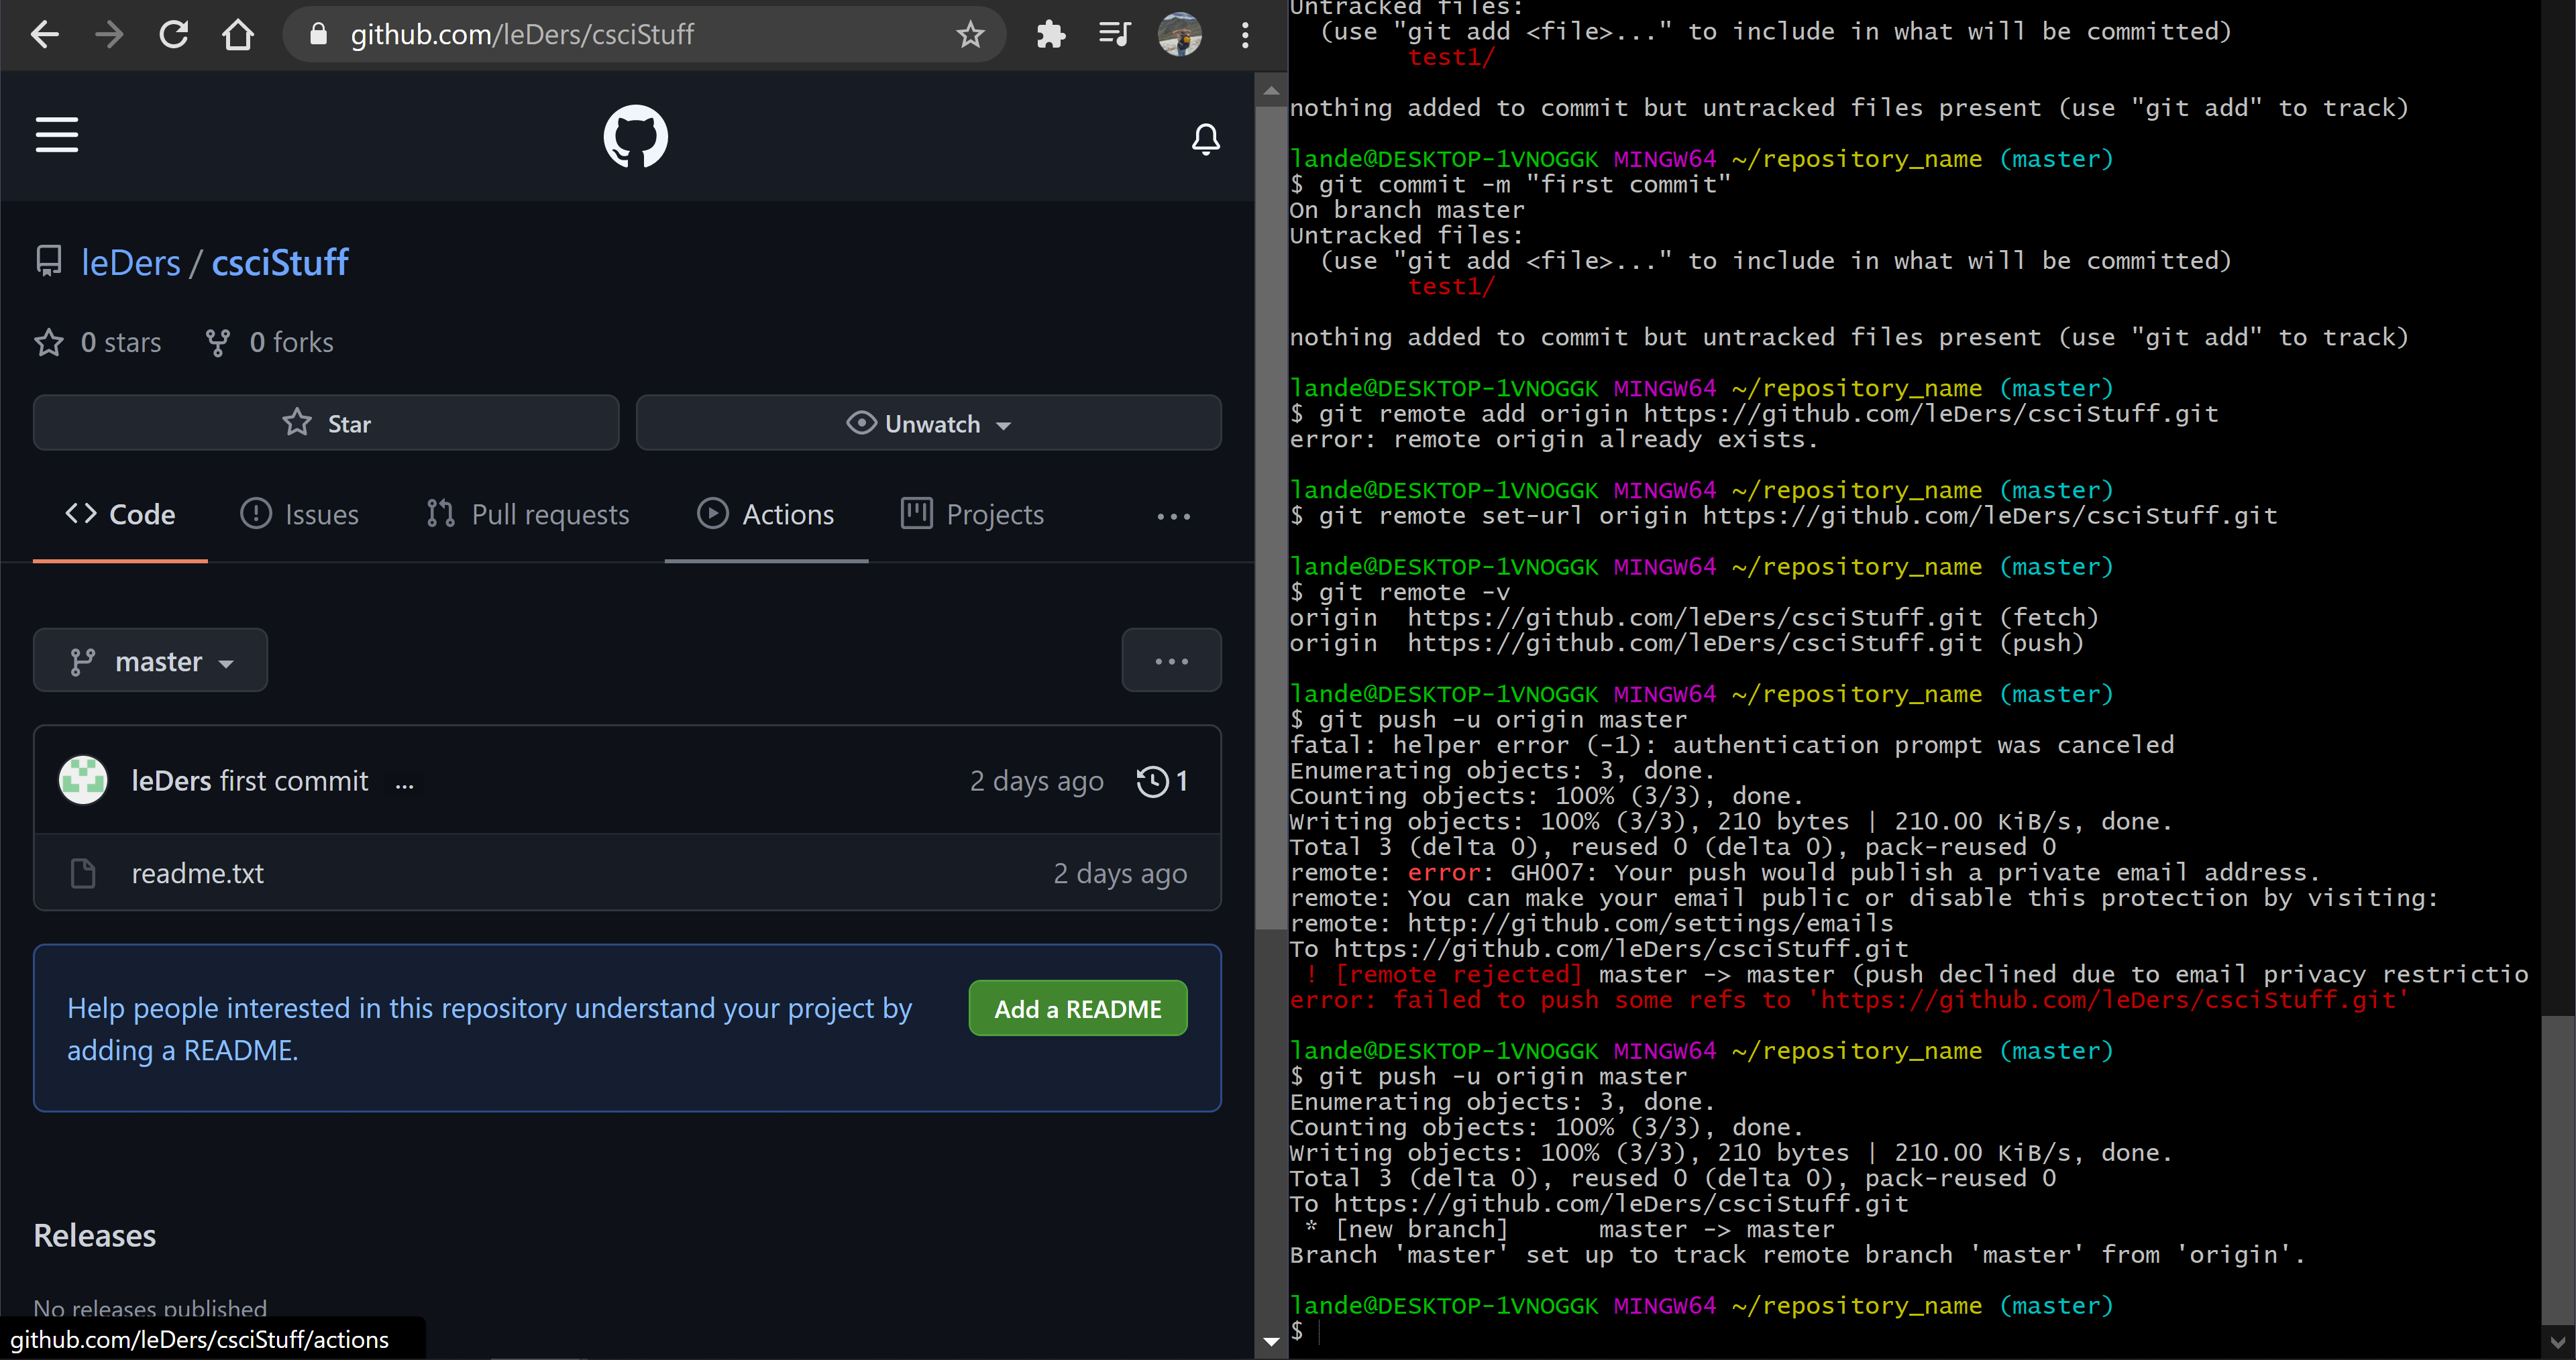 github.com/leDers/csciStuff
leDers / csciStuff
0 stars 0 forks
Star Unwatch
Code Issues Pull requests Actions Projects ...
master ...
leDers first commit ... 2 days ago 1
readme.txt 2 days ago
Help people interested in this repository understand your project by
adding a README.
Add a README
Releases
No releases published
github.com/leDers/csciStuff/actions
Untracked files:
(use "git add <file>..." to include in what will be committed)
test1/
nothing added to commit but untracked files present (use "git add" to track)
lande@DESKTOP-1VNOGGK MINGW64 ~/repository_name (master)
$ git commit -m "first commit"
On branch master
Untracked files:
(use "git add <file>..." to include in what will be committed)
test1/
nothing added to commit but untracked files present (use "git add" to track)
lande@DESKTOP-1VNOGGK MINGW64 ~/repository_name (master)
$ git remote add origin https://github.com/leDers/csciStuff.git
error: remote origin already exists.
lande@DESKTOP-1VNOGGK MINGW64 ~/repository_name (master)
$ git remote set-url origin https://github.com/leDers/csciStuff.git
lande@DESKTOP-1VNOGGK MINGW64 ~/repository_name (master)
$ git remote -v
origin https://github.com/leDers/csciStuff.git (fetch)
origin https://github.com/leDers/csciStuff.git (push)
lande@DESKTOP-1VNOGGK MINGW64 ~/repository_name (master)
$ git push -u origin master
fatal: helper error (-1): authentication prompt was canceled
Enumerating objects: 3, done.
Counting objects: 100% (3/3), done.
Writing objects: 100% (3/3), 210 bytes | 210.00 KiB/s, done.
Total 3 (delta 0), reused 0 (delta 0), pack-reused 0
remote: error: GH007: Your push would publish a private email address.
remote: You can make your email public or disable this protection by visiting:
remote: http://github.com/settings/emails
To https://github.com/leDers/csciStuff.git
! [remote rejected] master -> master (push declined due to email privacy restrictio
error: failed to push some refs to 'https://github.com/leDers/csciStuff.git'
lande@DESKTOP-1VNOGGK MINGW64 ~/repository_name (master)
$ git push -u origin master
Enumerating objects: 3, done.
Counting objects: 100% (3/3), done.
Writing objects: 100% (3/3), 210 bytes | 210.00 KiB/s, done.
Total 3 (delta 0), reused 0 (delta 0), pack-reused 0
To https://github.com/leDers/csciStuff.git
* [new branch] master -> master
Branch 'master' set up to track remote branch 'master' from 'origin'.
lande@DESKTOP-1VNOGGK MINGW64 ~/repository_name (master)
$